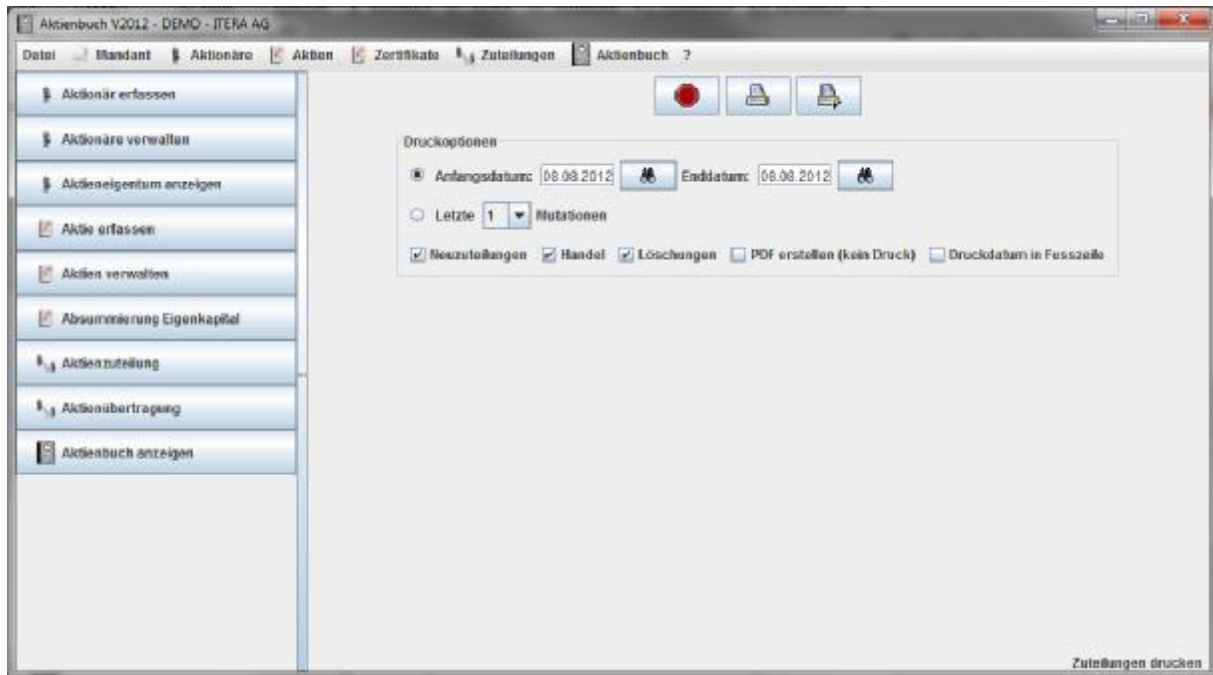 Aktienbuch V2012 - DEMO - ITERA AG
Datei Mandant Aktionäre Aktien Zertifikate Zuteilungen Aktienbuch ?
Aktionär erfassen
Aktionäre verwalten
Aktieneigentum anzeigen
Aktie erfassen
Aktien verwalten
Absummierung Eigenkapital
Aktienzuteilung
Aktienübertragung
Aktienbuch anzeigen
Druckoptionen
Anfangsdatum: 08.08.2012 Enddatum: 08.08.2012
Letzte 1 Mutationen
Neuzuteilungen Handel Löschungen PDF erstellen (kein Druck) Druckdatum in Fusszeile
Zuteilungen drucken